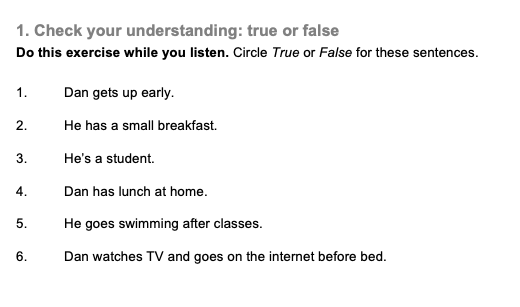 1. Check your understanding: true or false
Do this exercise while you listen. Circle True or False for these sentences.
1. Dan gets up early.
2. He has a small breakfast.
3. He's a student.
4. Dan has lunch at home.
5. He goes swimming after classes.
6. Dan watches TV and goes on the internet before bed.